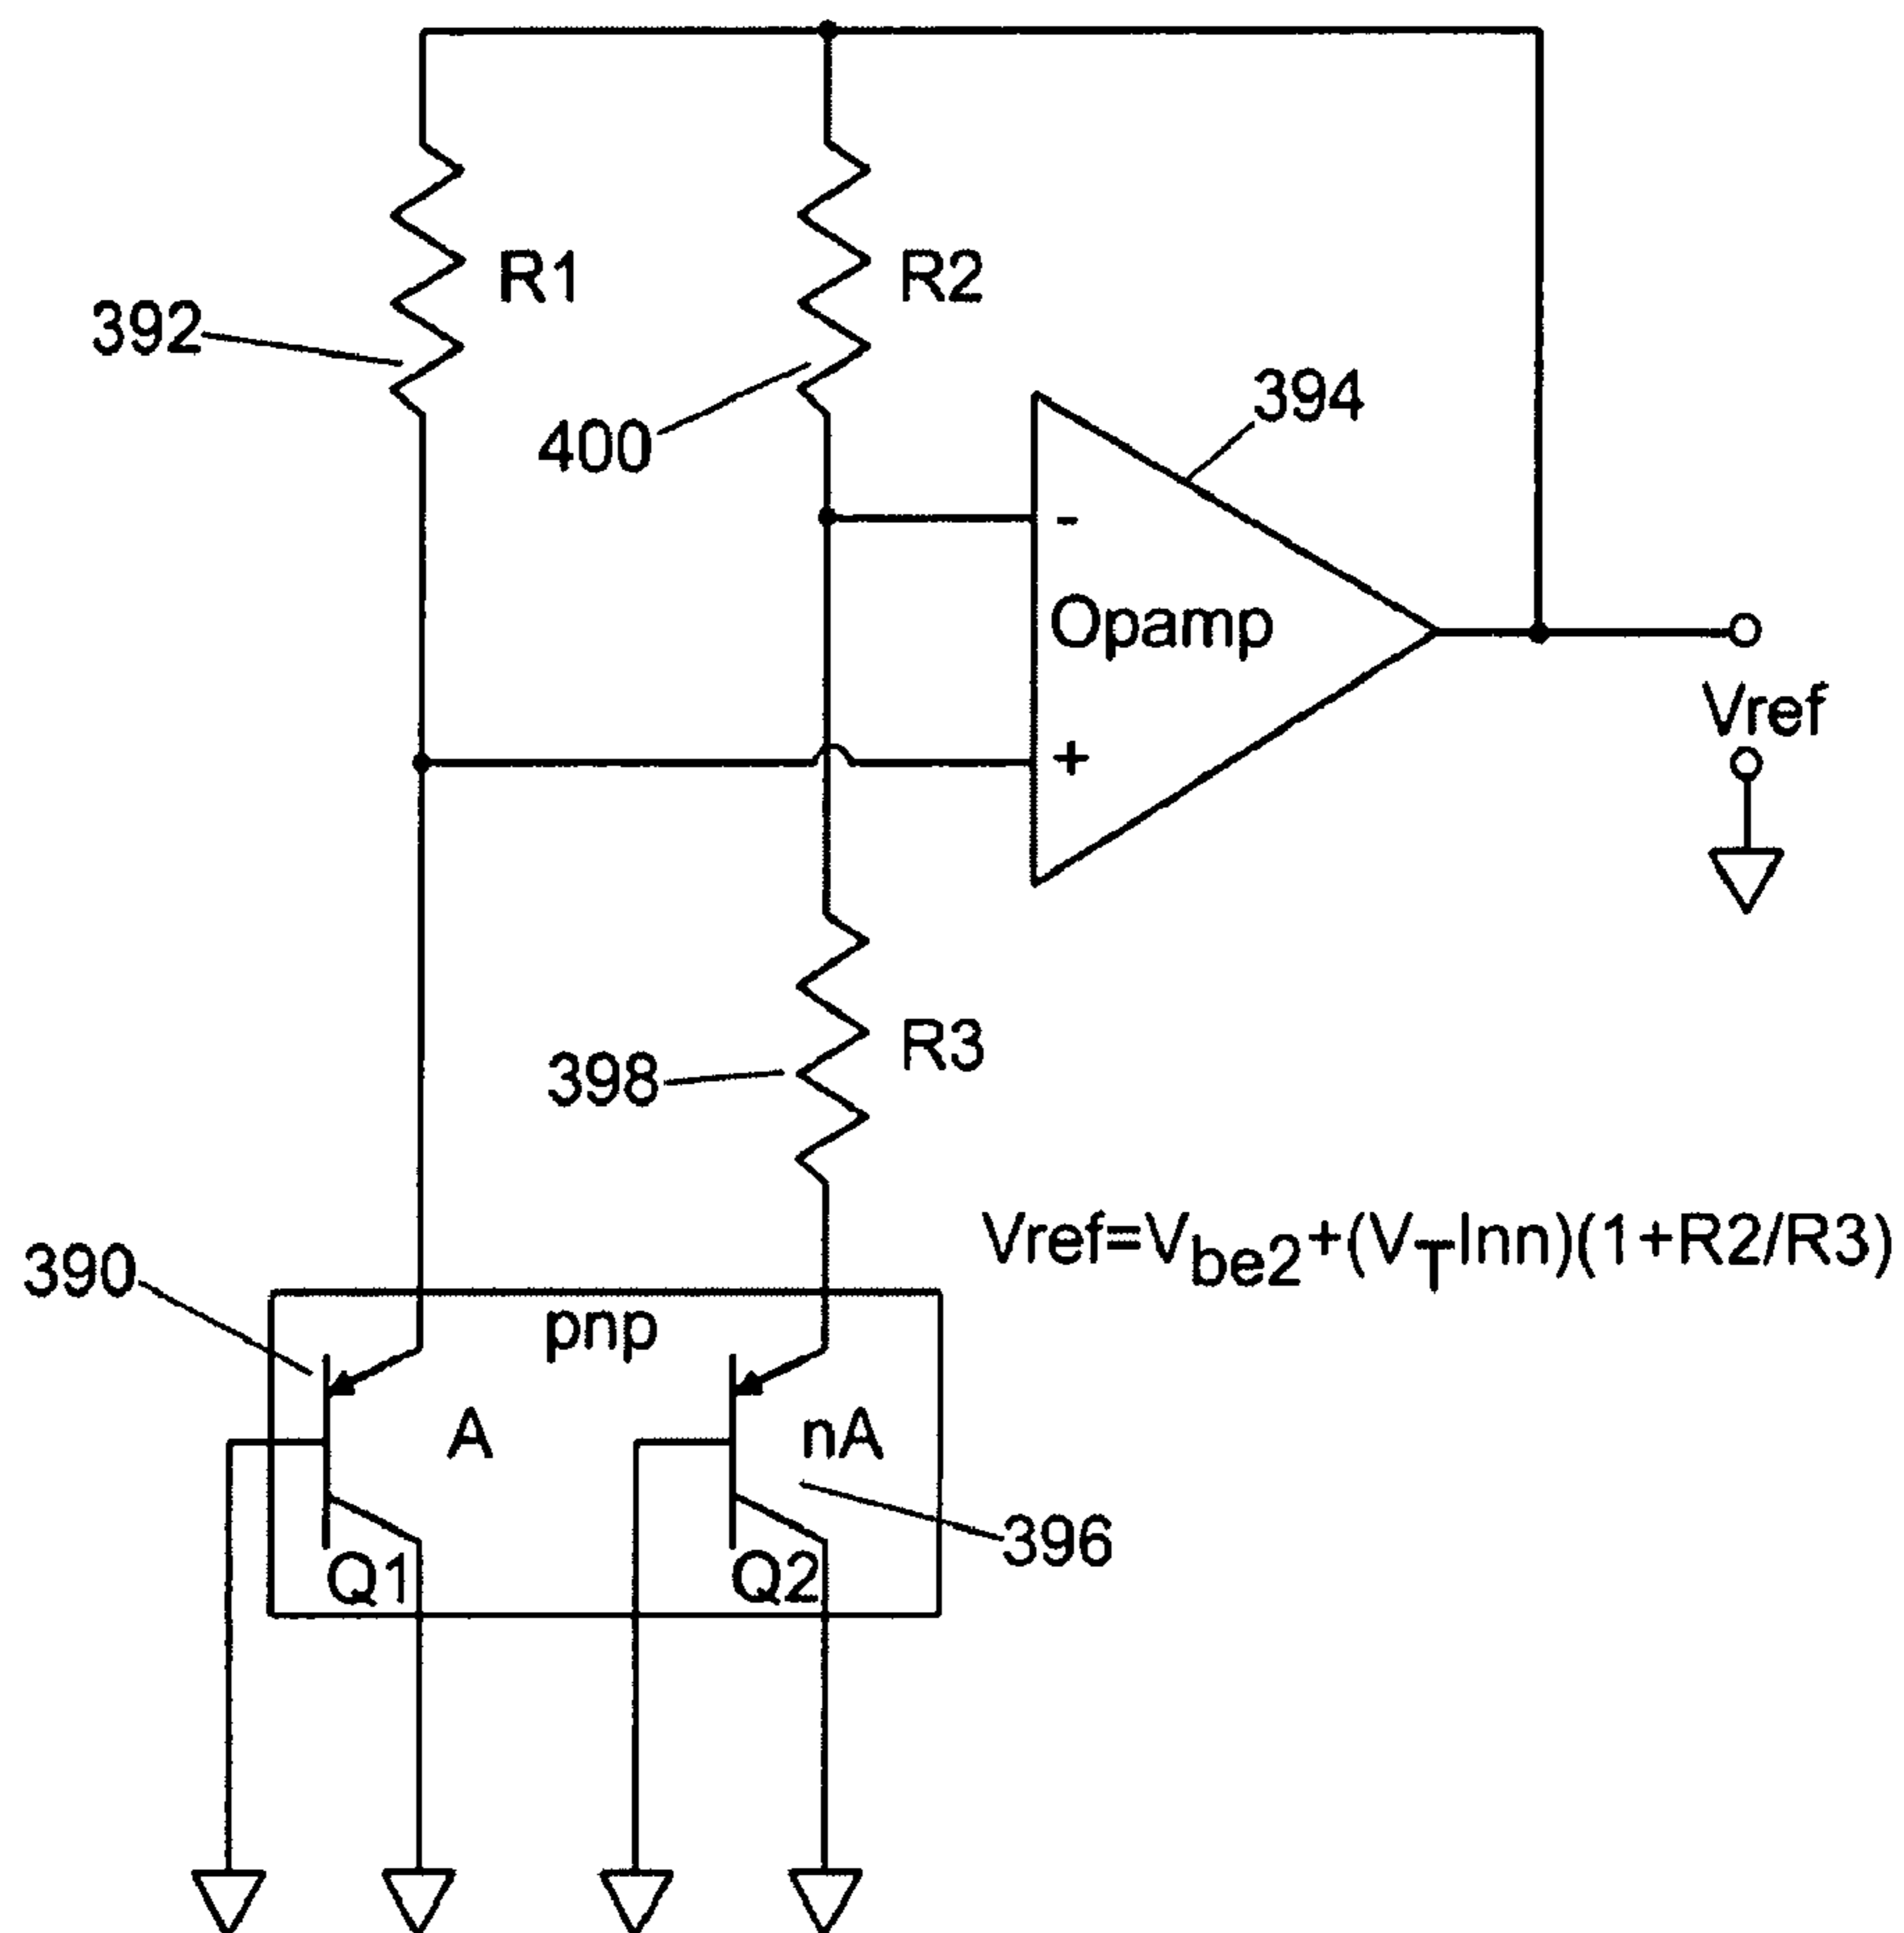 R1
R2
392
400
394
-
Opamp
+
Vref
R3
398
Vref=Vbe2+(VTlnn)(1+R2/R3)
390
pnp
A
nA
396
Q1
Q2